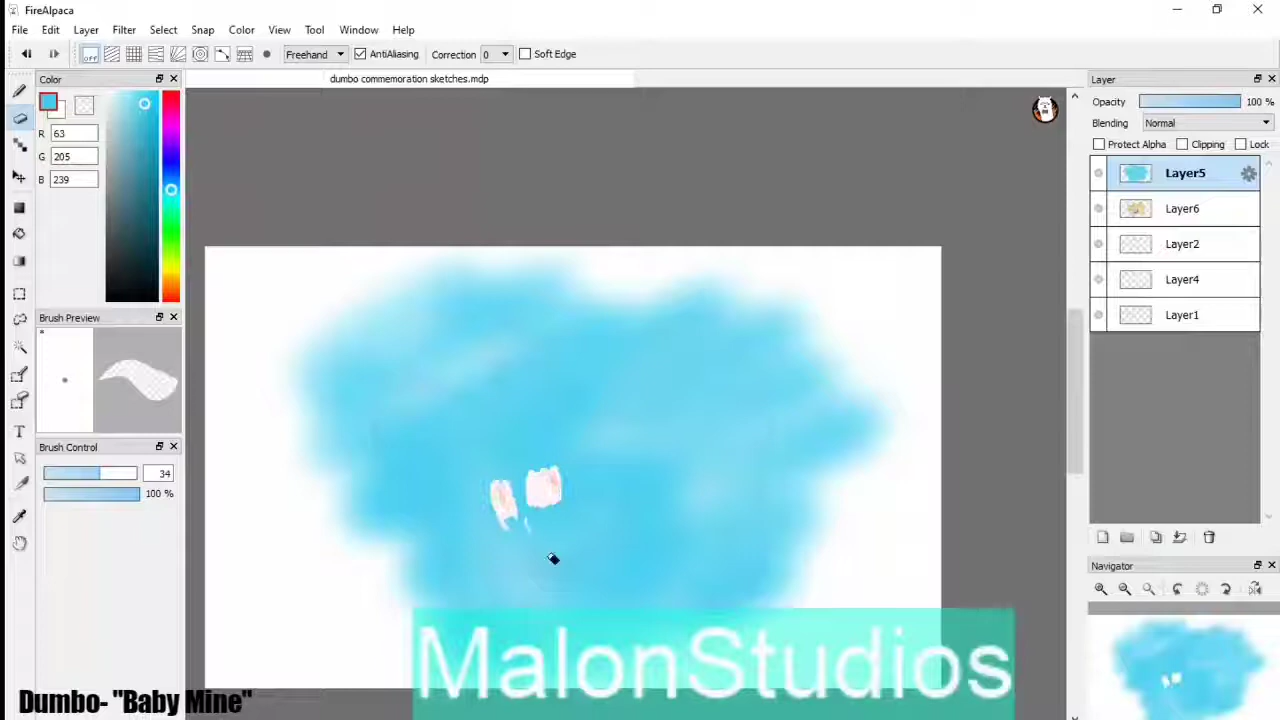 FireAlpaca
File Edit Layer Filter Select Snap Color View Tool Window Help
OFF Freehand AntiAliasing Correction 0 Soft Edge
Color
dumbo commemoration sketches.mdp
R 63
G 205
B 239
Brush Preview
Brush Control
34
100 %
T
Layer
Opacity 100 %
Blending Normal
Protect Alpha Clipping Lock
Layer5
Layer6
Layer2
Layer4
Layer1
Navigator
MalonStudios
Dumbo- "Baby Mine"